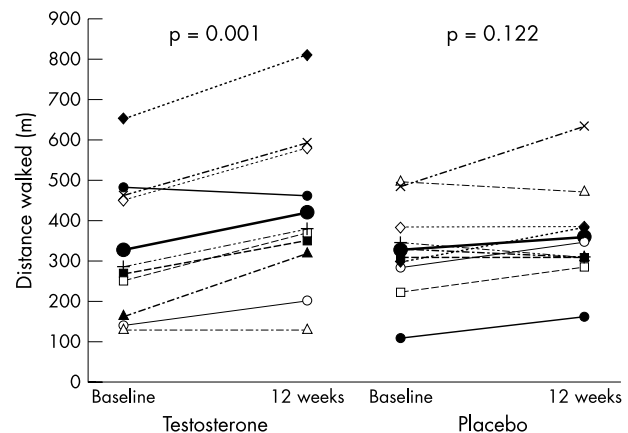 900
800
700
600
500
400
300
200
100
0
Distance walked (m)
p = 0.001
p = 0.122
Baseline
12 weeks
Baseline
12 weeks
Testosterone
Placebo